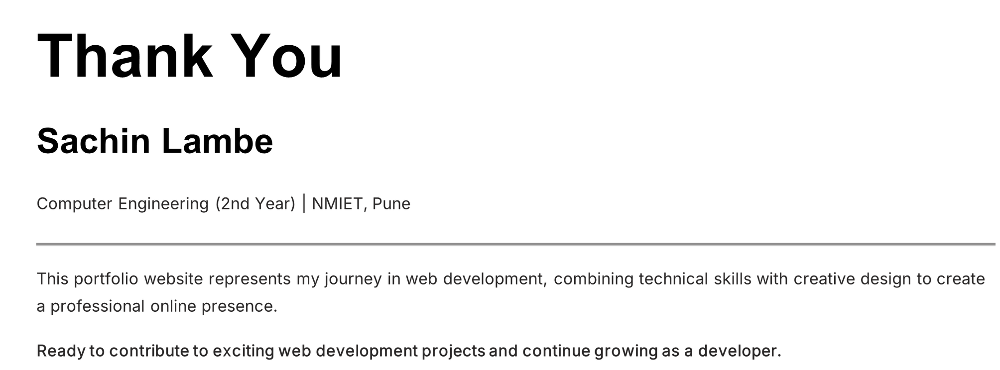 Thank You
Sachin Lambe
Computer Engineering (2nd Year) | NMIET, Pune
This portfolio website represents my journey in web development, combining technical skills with creative design to create
a professional online presence.
Ready to contribute to exciting web development projects and continue growing as a developer.